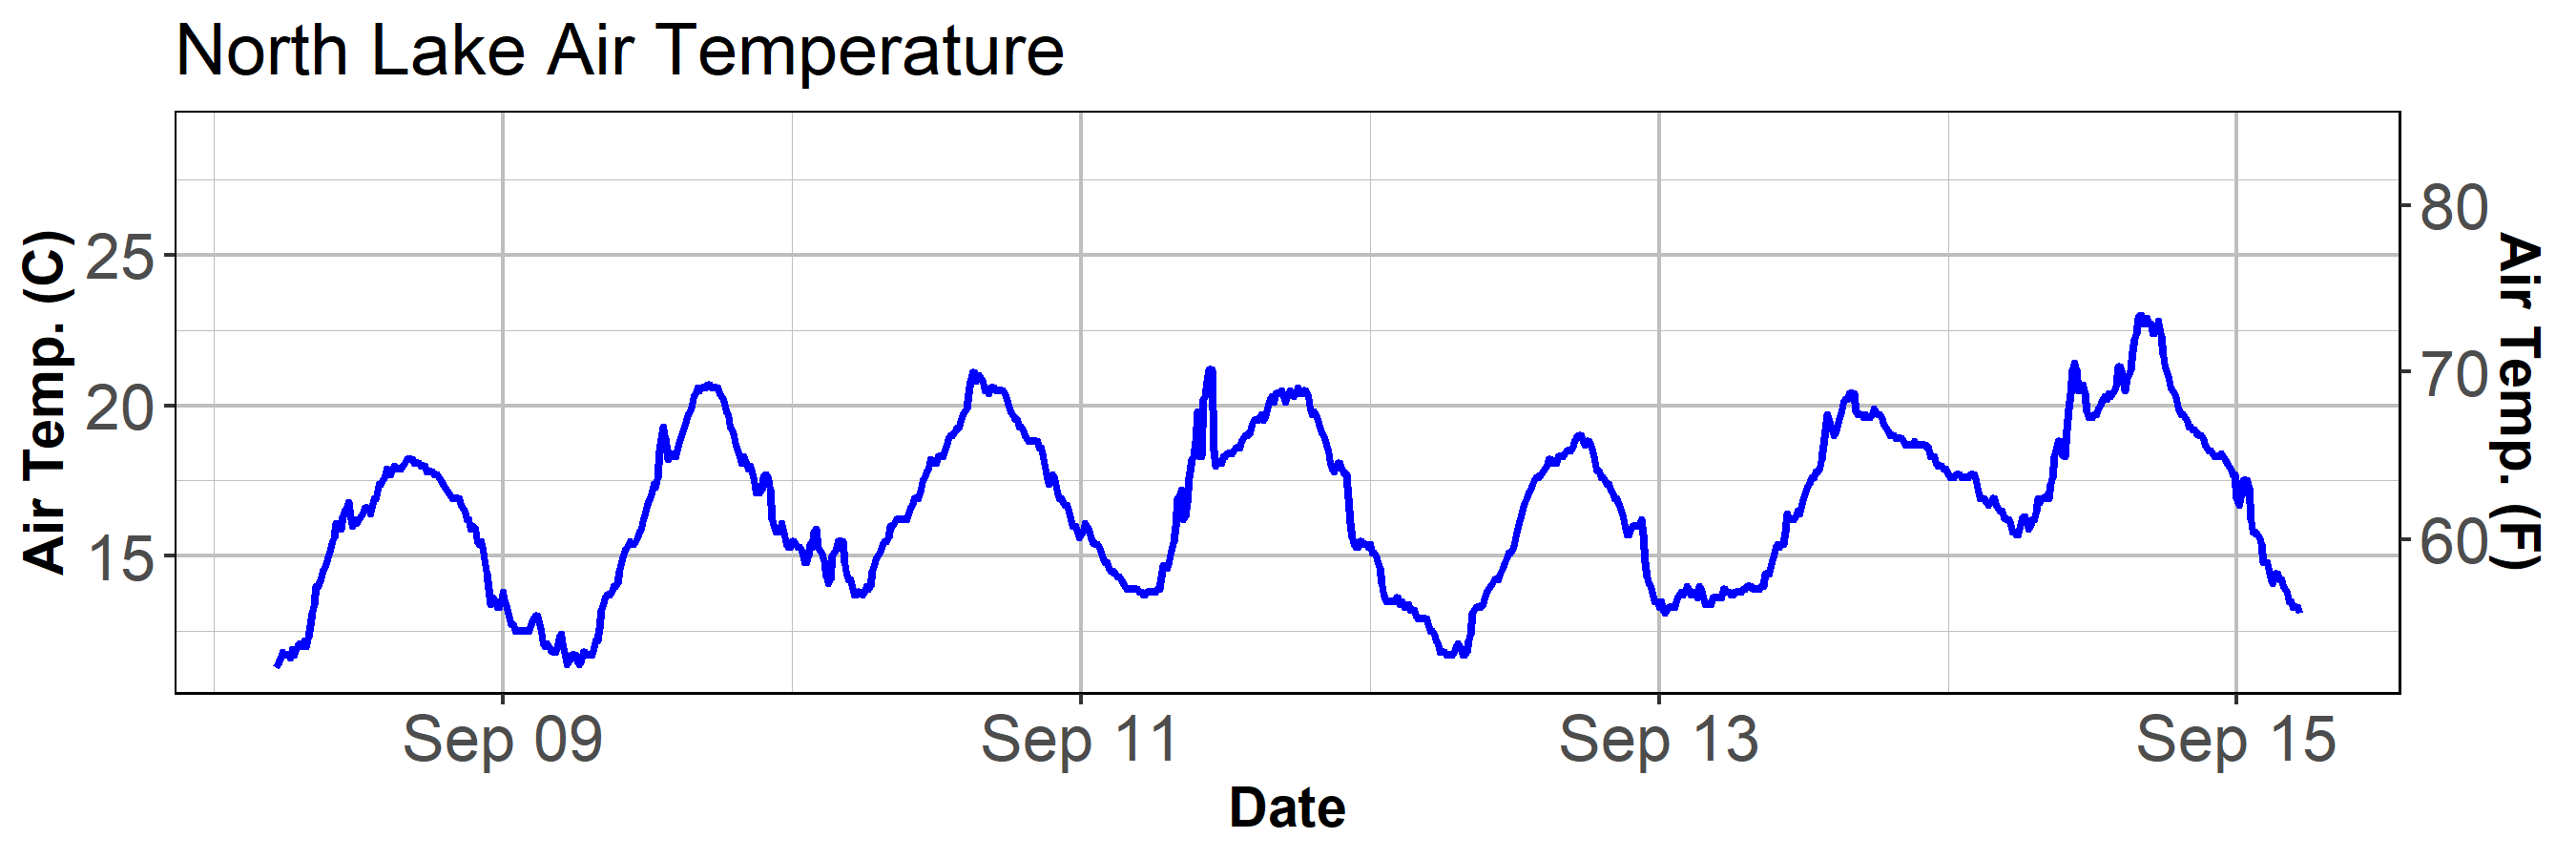 North Lake Air Temperature
Air Temp. (C)
25
20
15
80
70
60
Air Temp. (F)
Sep 09
Sep 11
Sep 13
Sep 15
Date